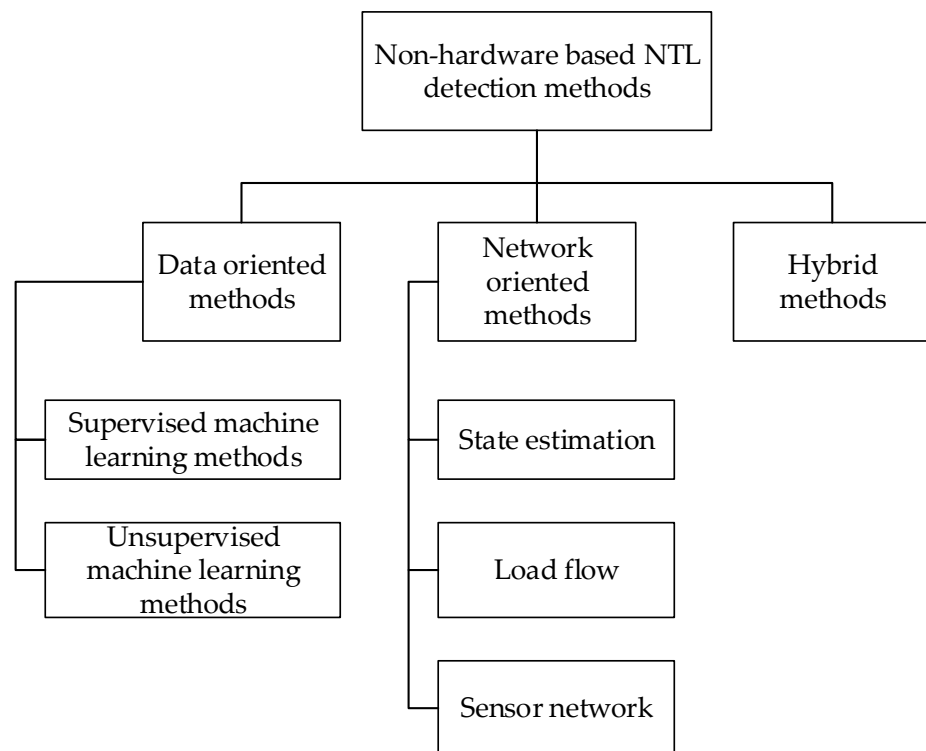 Non-hardware based NTL
detection methods
Data oriented
methods
Network
oriented
methods
Hybrid
methods
Supervised machine
learning methods
Unsupervised
machine learning
methods
State estimation
Load flow
Sensor network